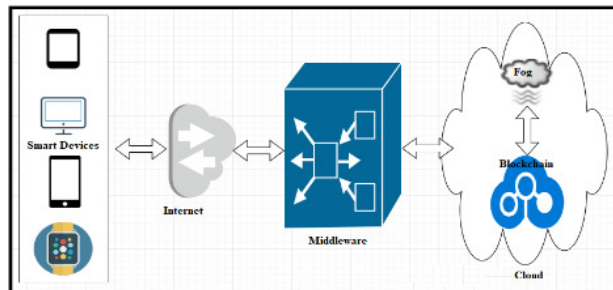 Smart Devices
Internet
Middleware
Fog
Blockchain
Cloud